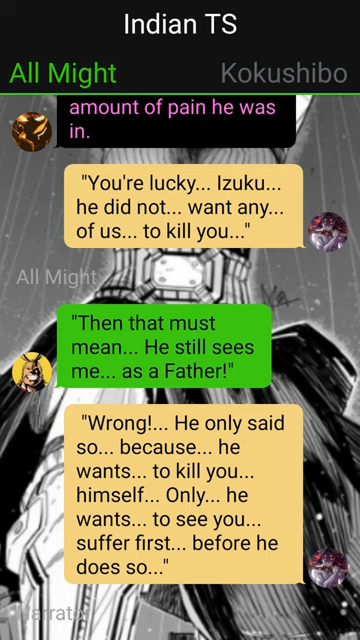 Indian TS
All Might Kokushibo
amount of pain he was
in.
"You're lucky... Izuku...
he did not... want any...
of us... to kill you..."
All Might
"Then that must
mean... He still sees
me... as a Father!"
"Wrong!... He only said
so... because... he
wants... to kill you...
himself... Only... he
wants... to see you...
suffer first... before he
does so..."
Narrator